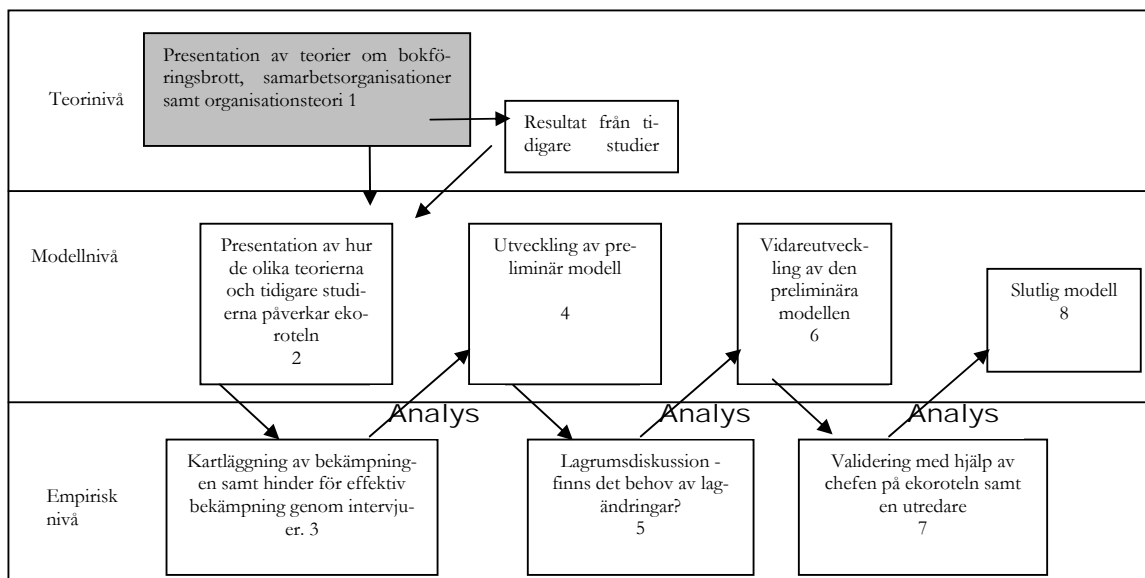 Teorinivå
Presentation av teorier om bokfö-
ringsbrott, samarbetsorganisationer
samt organisationsteori 1
Resultat från ti-
digare studier
Modellnivå
Presentation av hur
de olika teorierna
och tidigare studi-
erna påverkar eko-
roteln
2
Utveckling av pre-
liminär modell
4
Vidareutveck-
ling av den
preliminära
modellen
6
Slutlig modell
8
Analys
Analys
Analys
Empirisk
nivå
Kartläggning av bekämpning-
en samt hinder för effektiv
bekämpning genom intervju-
er. 3
Lagrumsdiskussion -
finns det behov av lag-
ändringar?
5
Validering med hjälp av
chefen på ekoroteln samt
en utredare
7